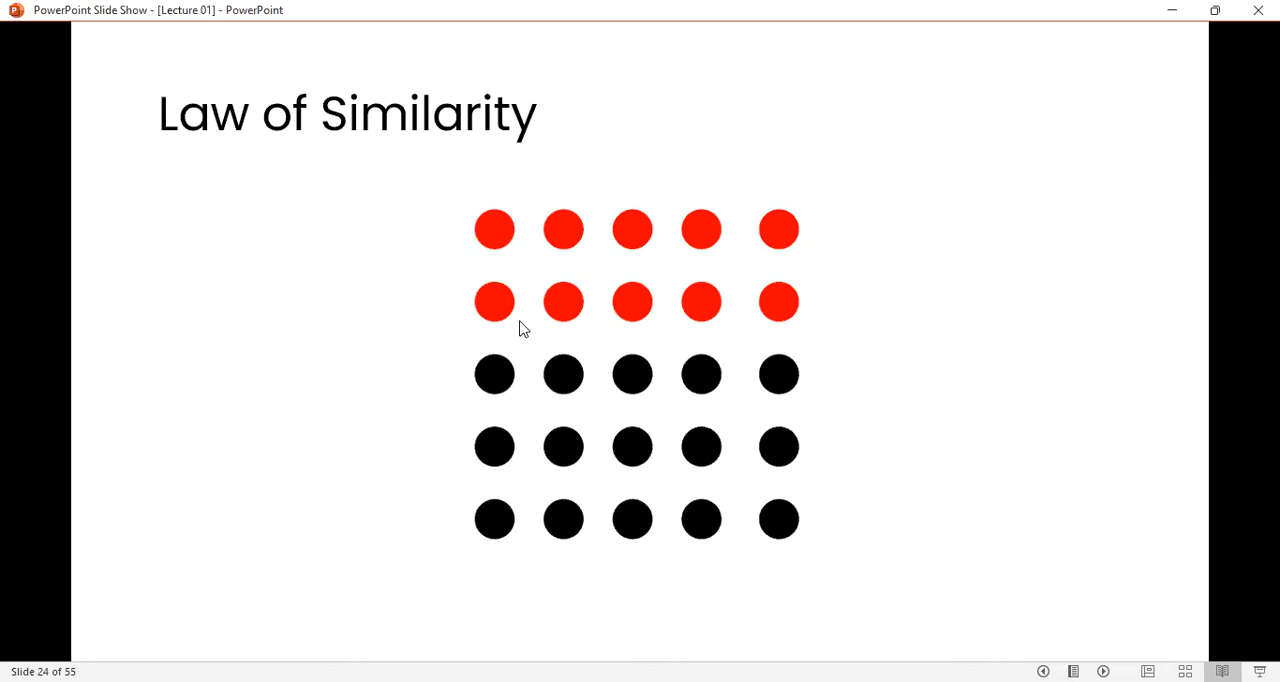 PowerPoint Slide Show - [Lecture 01] - PowerPoint
Law of Similarity
Slide 24 of 55